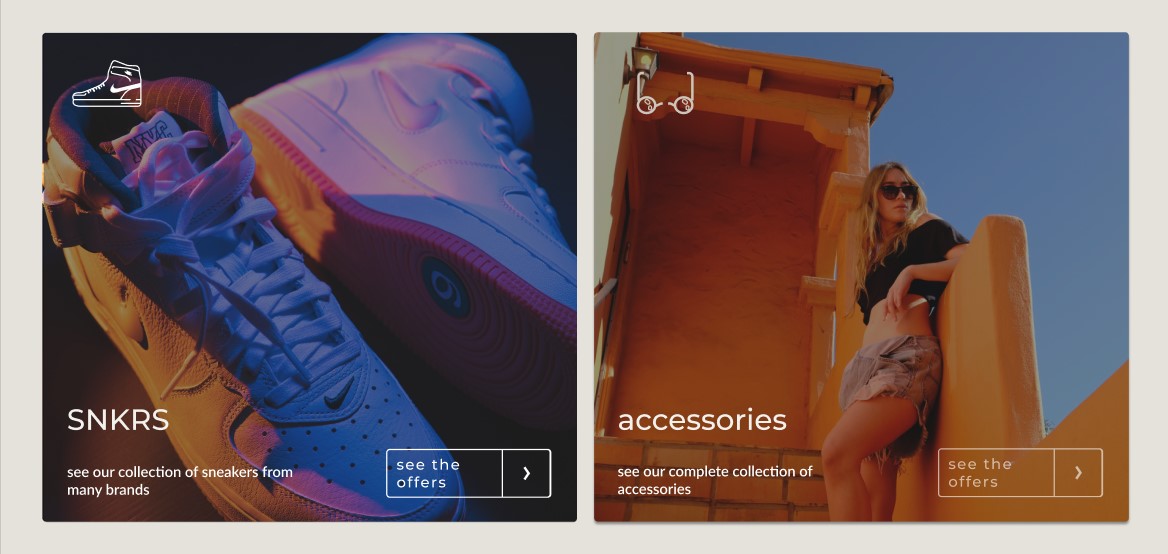 NYC
SNKRS
see our collection of sneakers from
many brands
see the
offers
accessories
see our complete collection of
accessories
see the
offers